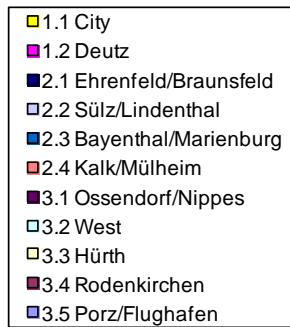 1.1 City
1.2 Deutz
2.1 Ehrenfeld/Braunsfeld
2.2 Sülz/Lindenthal
2.3 Bayenthal/Marienburg
2.4 Kalk/Mülheim
3.1 Ossendorf/Nippes
3.2 West
3.3 Hürth
3.4 Rodenkirchen
3.5 Porz/Flughafen